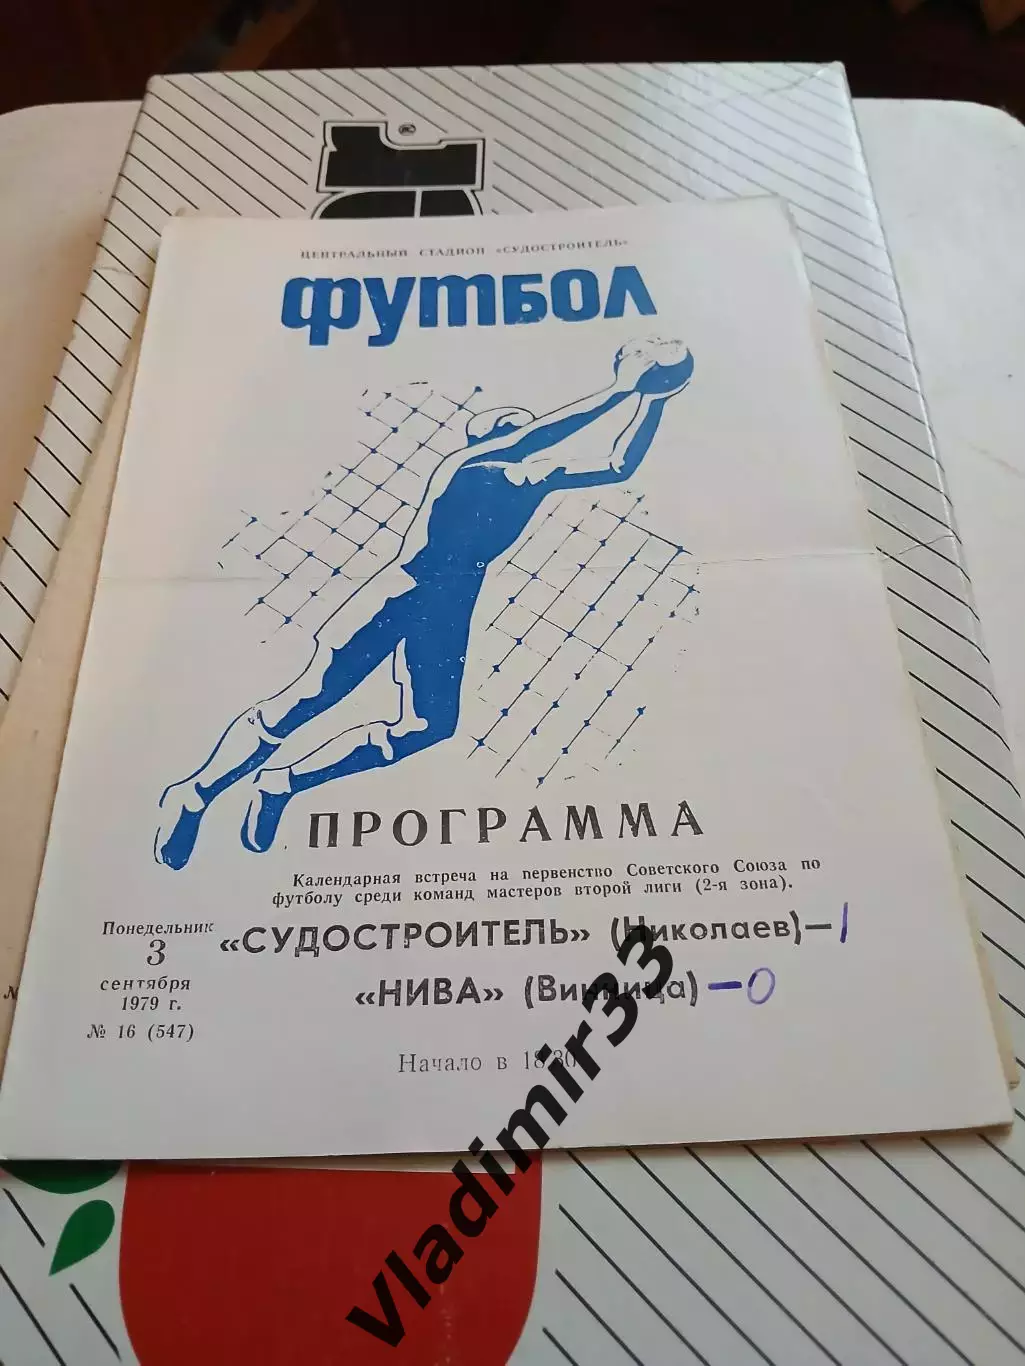 ®
ЦЕНТРАЛЬНЫЙ СТАДИОН «СУДОСТРОИТЕЛЬ»
ФУТБОЛ
ПРОГРАММА
Календарная встреча на первенство Советского Союза по
футболу среди команд мастеров второй лиги (2-я зона).
Понедельник
3
сентября
1979 г.
№ 16 (547)
«СУДОСТРОИТЕЛЬ» (Николаев) – 1
«НИВА» (Винница) – 0
Начало в 18.30
№
vladimir33